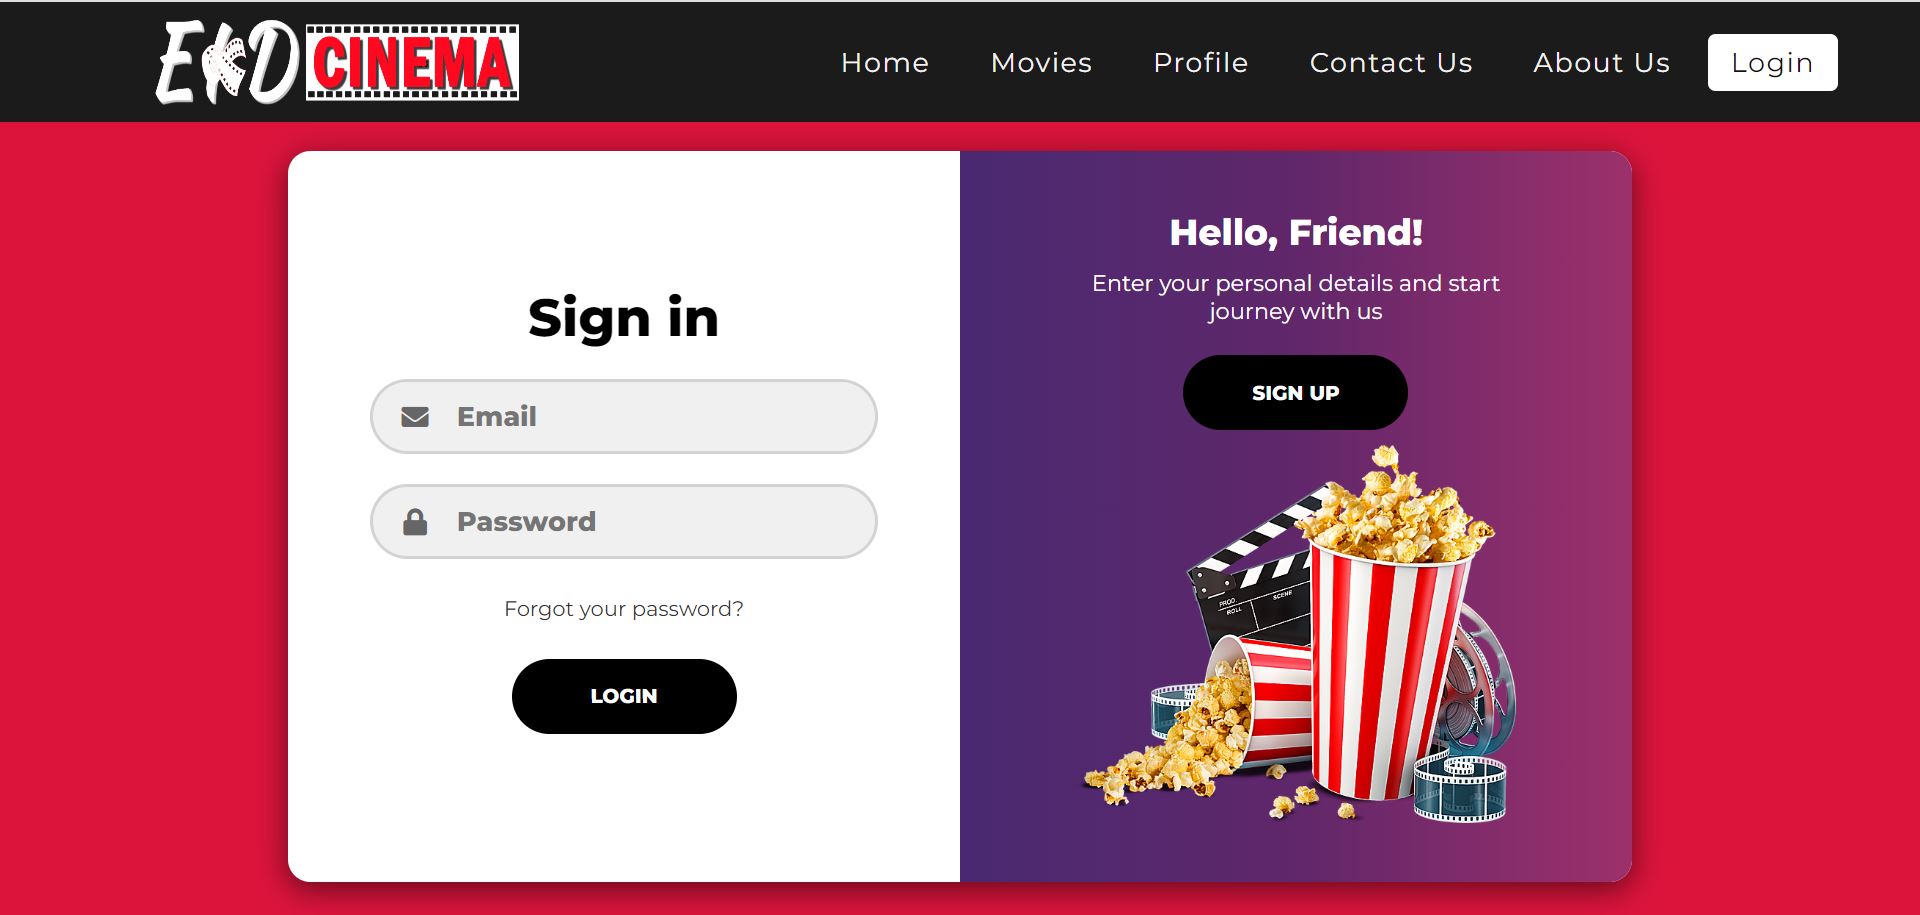 EKD CINEMA
Home Movies Profile Contact Us About Us Login
Sign in
Email
Password
Forgot your password?
LOGIN
Hello, Friend!
Enter your personal details and start
journey with us
SIGN UP
PROD.
ROLL
SCENE